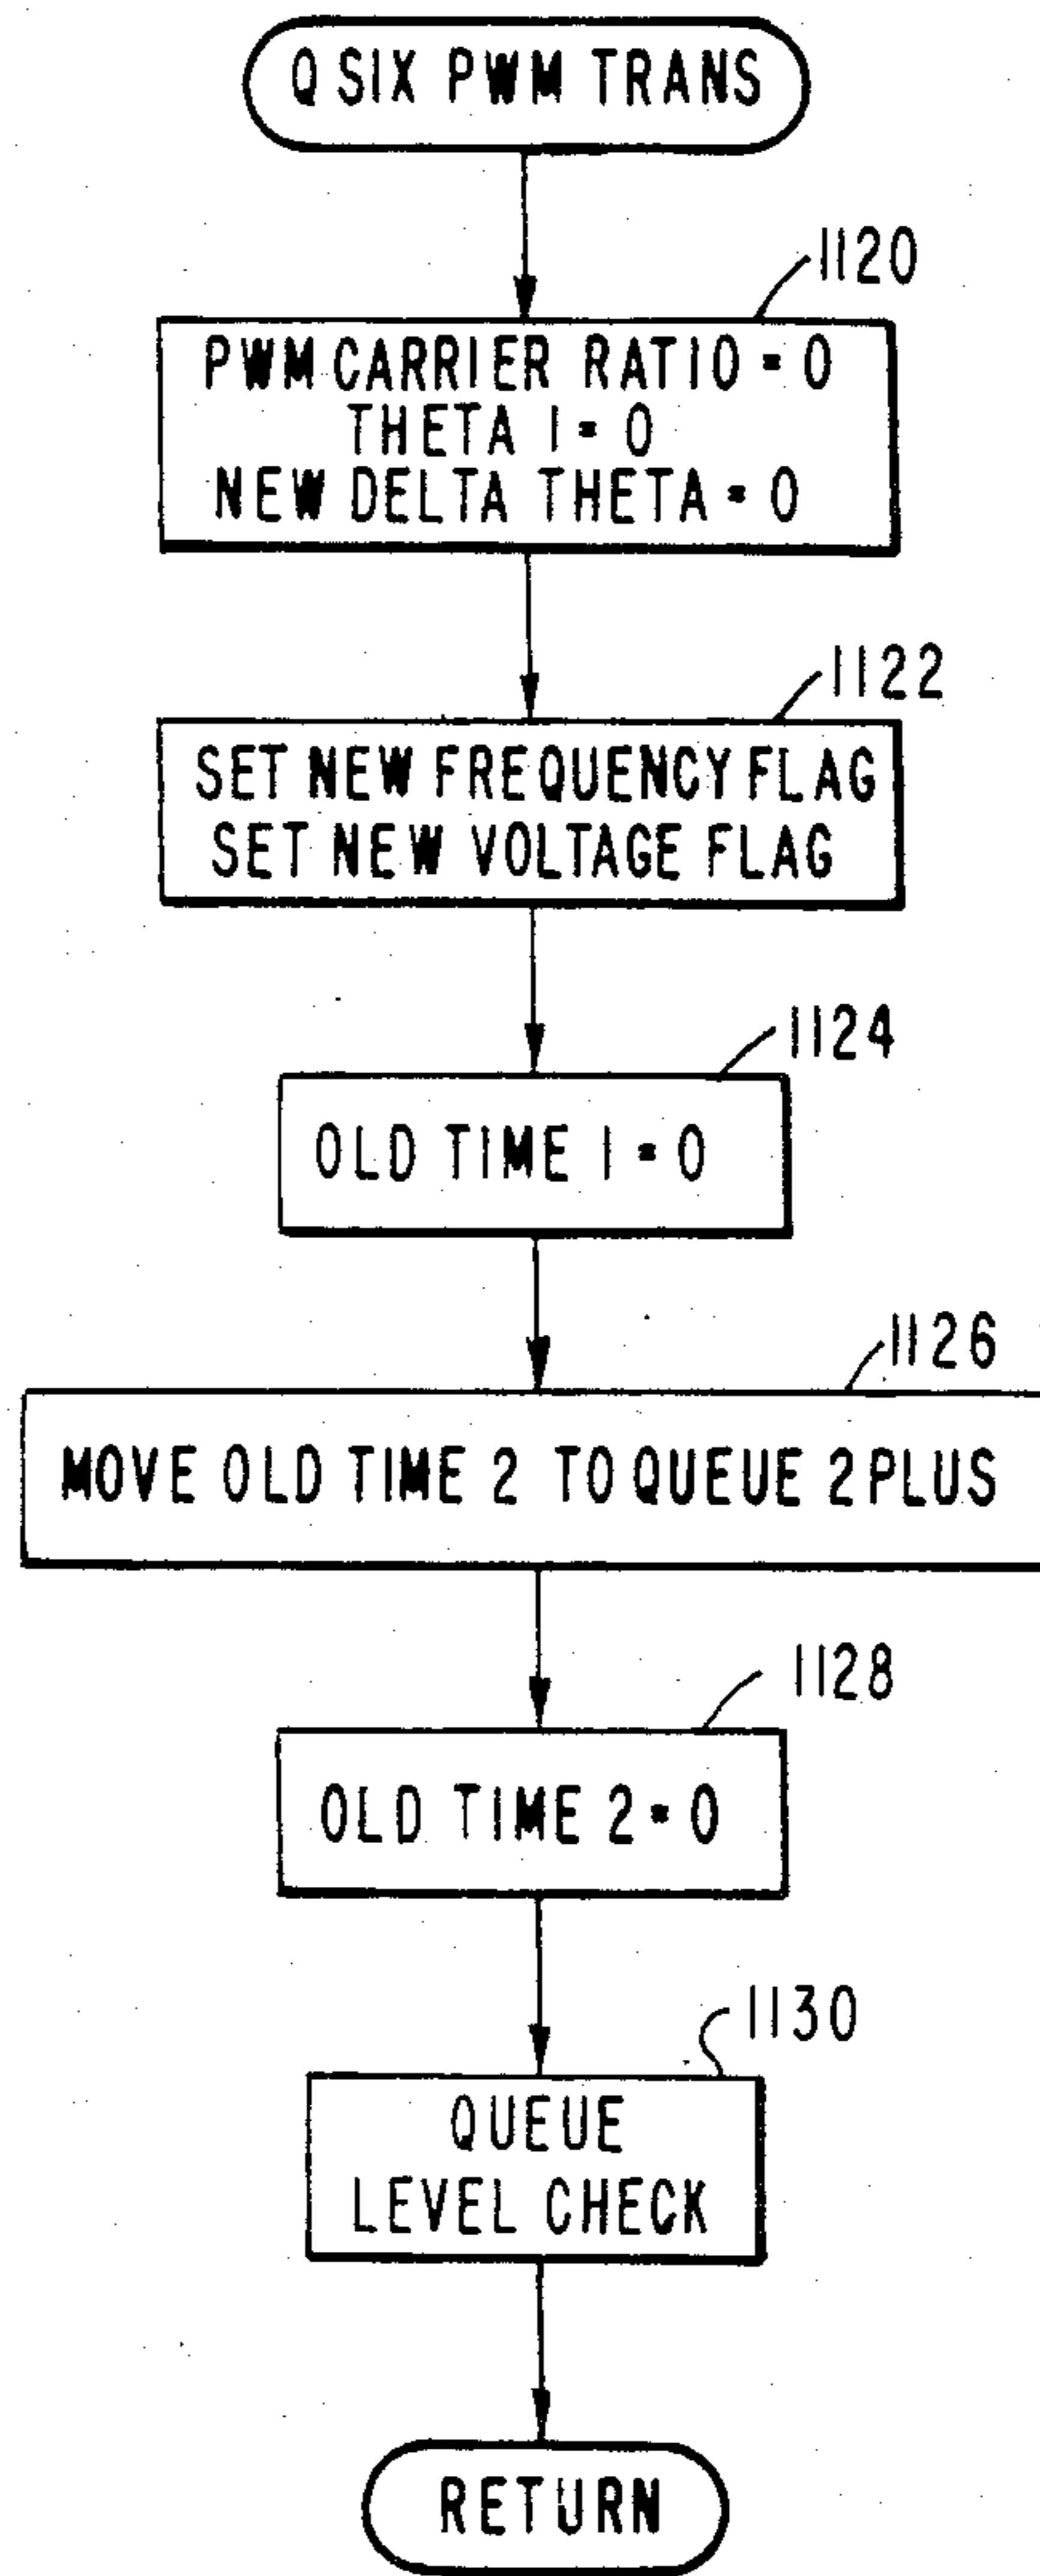 Q SIX PWM TRANS
1120
PWM CARRIER RATIO = 0
THETA 1 = 0
NEW DELTA THETA = 0
1122
SET NEW FREQUENCY FLAG
SET NEW VOLTAGE FLAG
1124
OLD TIME 1 = 0
1126
MOVE OLD TIME 2 TO QUEUE 2 PLUS
1128
OLD TIME 2 = 0
1130
QUEUE
LEVEL CHECK
RETURN